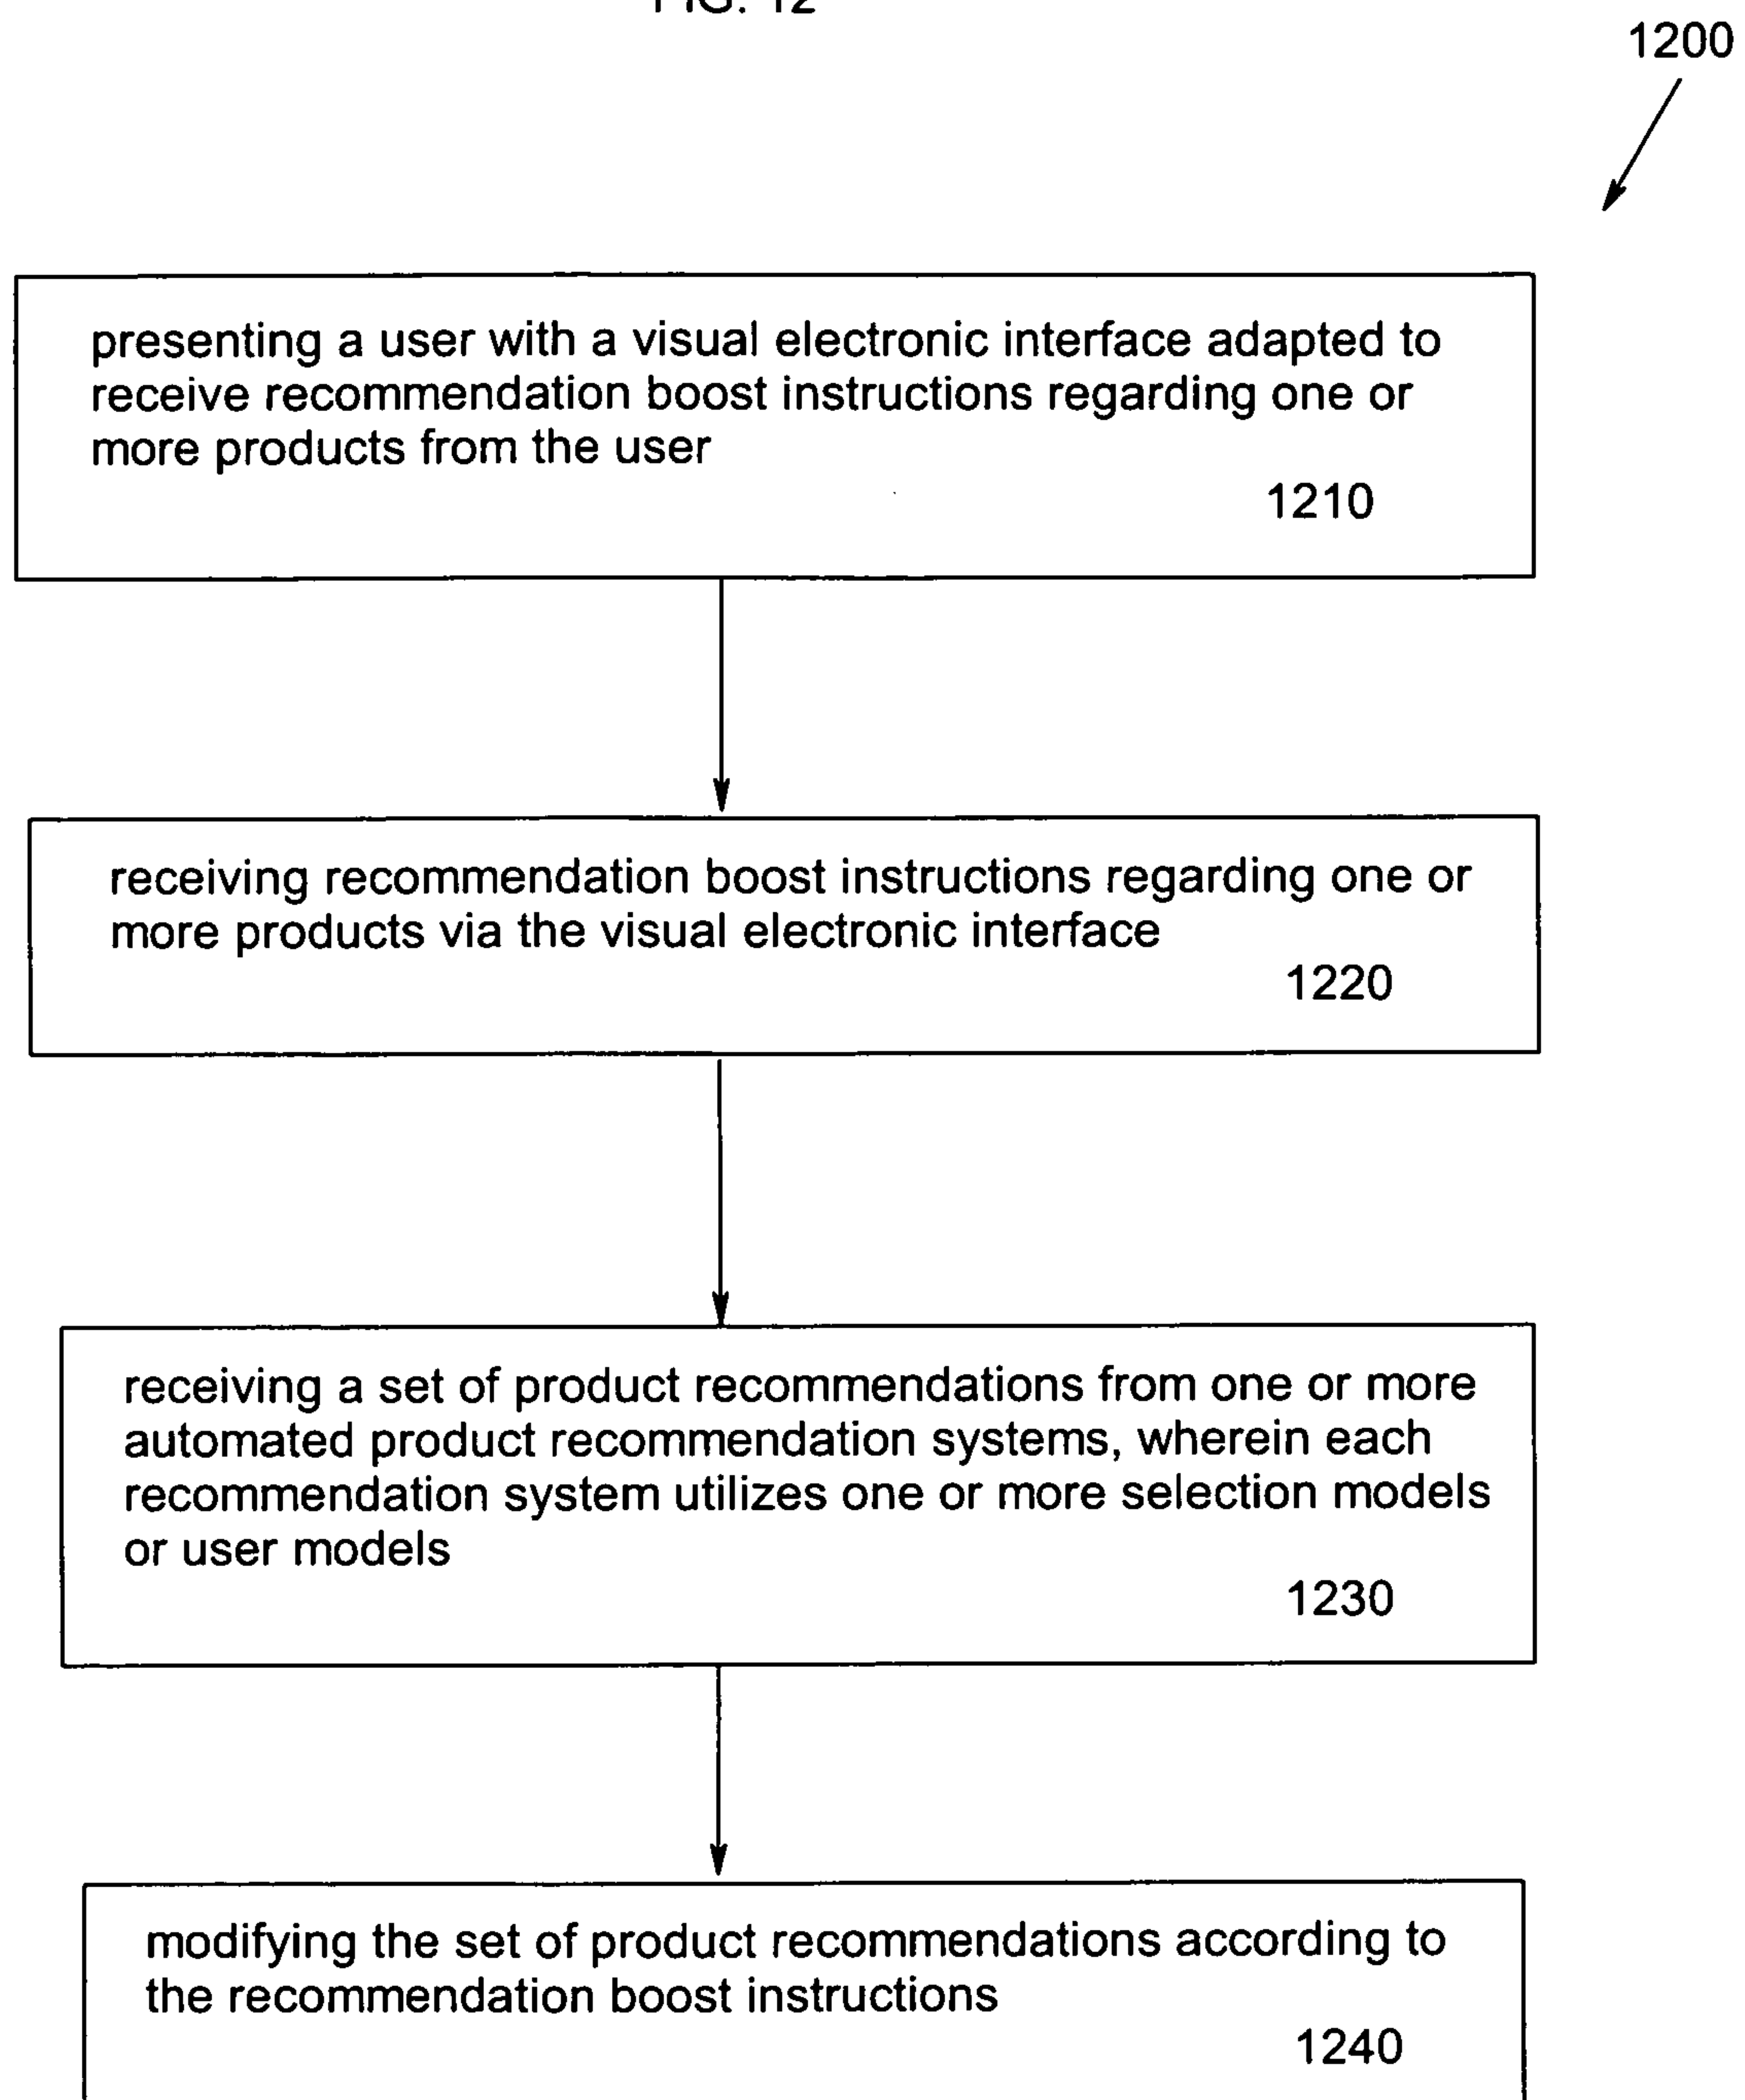 FIG. 12
1200
presenting a user with a visual electronic interface adapted to
receive recommendation boost instructions regarding one or
more products from the user
1210
receiving recommendation boost instructions regarding one or
more products via the visual electronic interface
1220
receiving a set of product recommendations from one or more
automated product recommendation systems, wherein each
recommendation system utilizes one or more selection models
or user models
1230
modifying the set of product recommendations according to
the recommendation boost instructions
1240